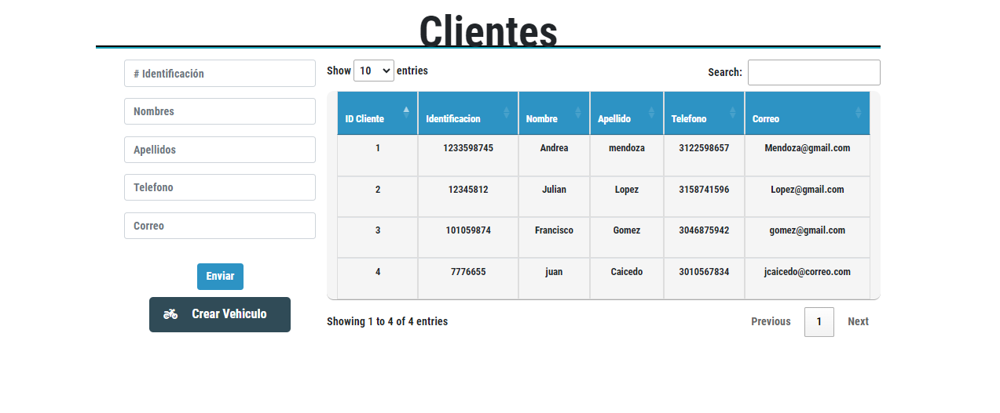 Clientes
# Identificación
Nombres
Apellidos
Telefono
Correo
Enviar
Crear Vehiculo
Show 10 entries
Search:
ID Cliente Identificacion Nombre Apellido Telefono Correo
1 1233598745 Andrea mendoza 3122598657 Mendoza@gmail.com
2 12345812 Julian Lopez 3158741596 Lopez@gmail.com
3 101059874 Francisco Gomez 3046875942 gomez@gmail.com
4 7776655 juan Caicedo 3010567834 jcaicedo@correo.com
Showing 1 to 4 of 4 entries
Previous 1 Next